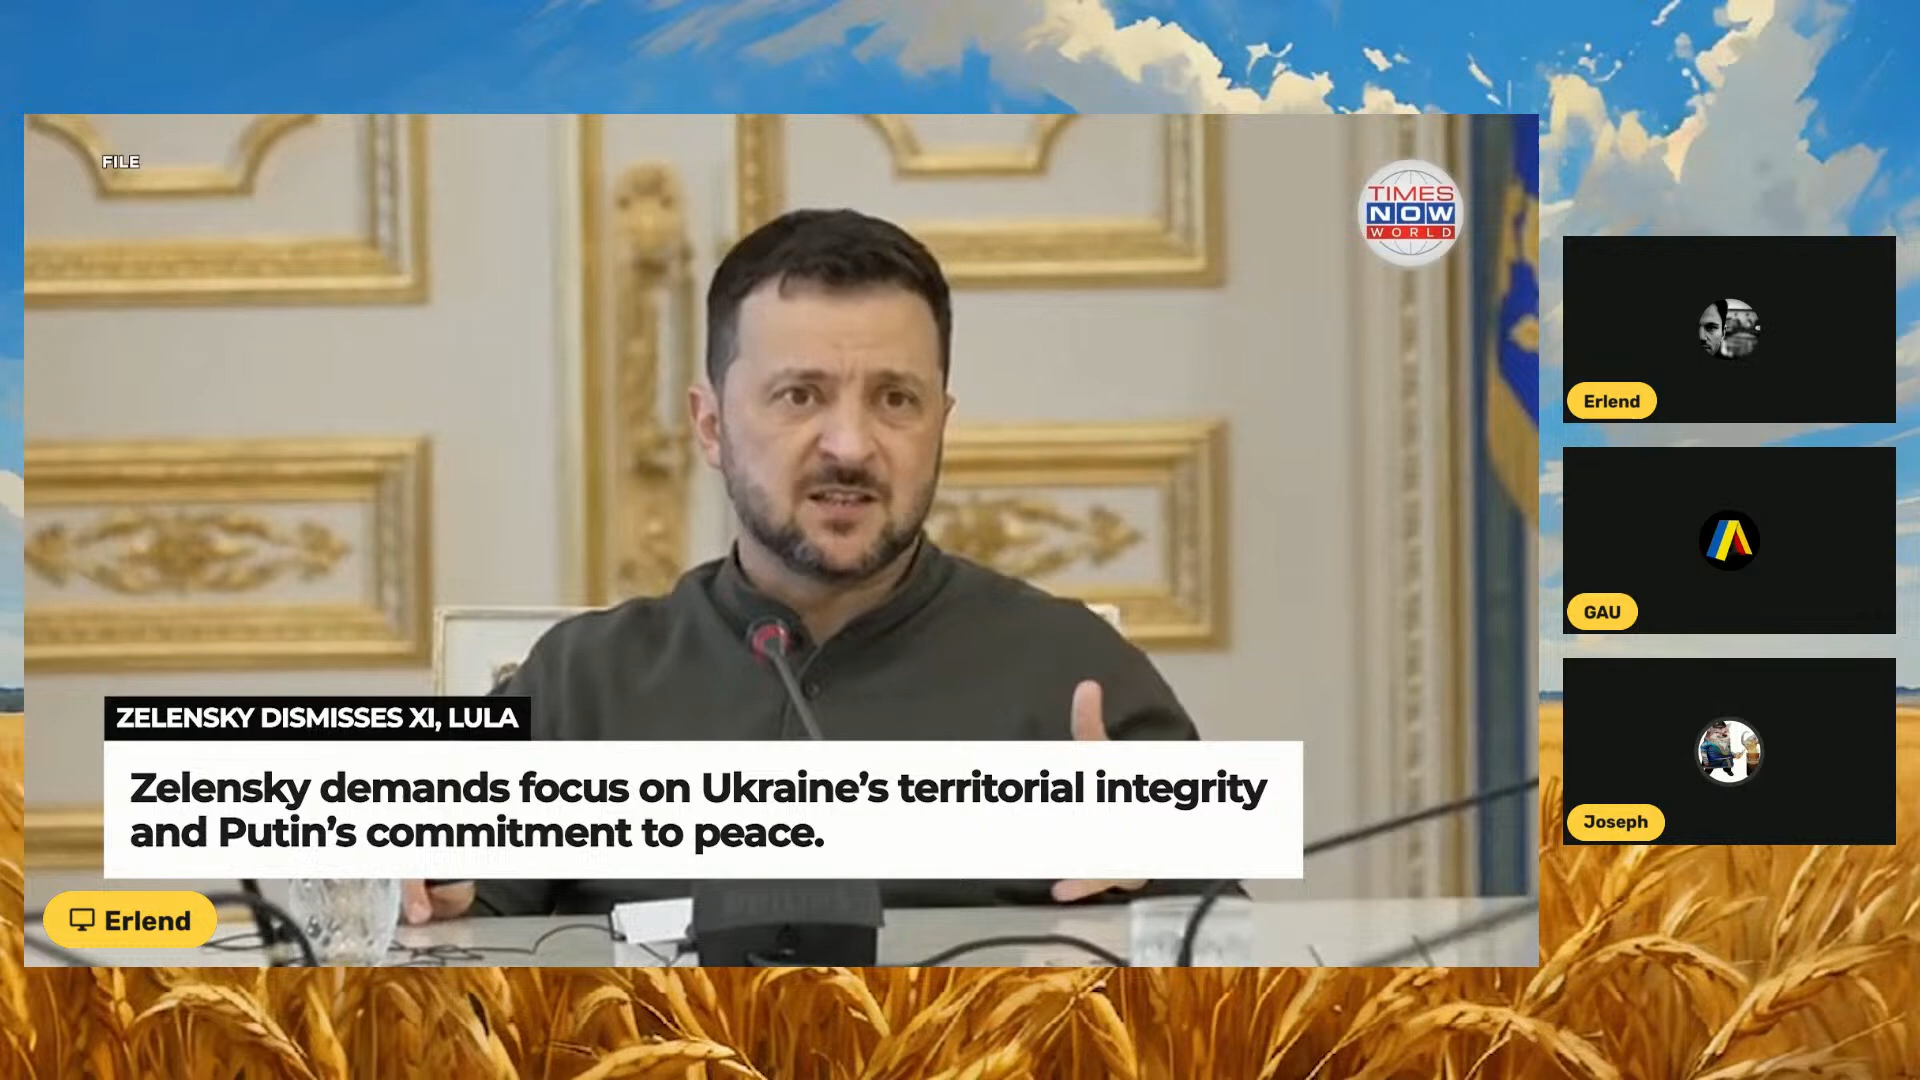 FILE
TIMES
NOW
WORLD
ZELENSKY DISMISSES XI, LULA
Zelensky demands focus on Ukraine’s territorial integrity
and Putin’s commitment to peace.
Erlend
Erlend
GAU
Joseph